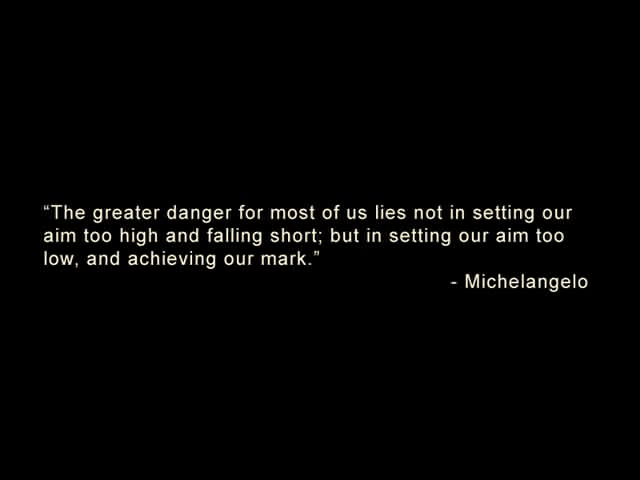 “The greater danger for most of us lies not in setting our
aim too high and falling short; but in setting our aim too
low, and achieving our mark.”
- Michelangelo